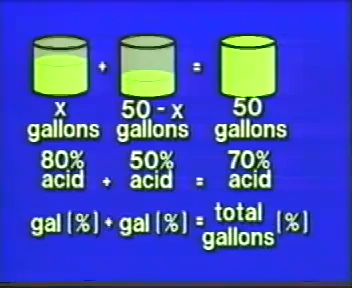 + =
x 50 - x 50
gallons gallons gallons
80% 50% 70%
acid + acid = acid
gal (%) + gal (%) = total gallons (%)